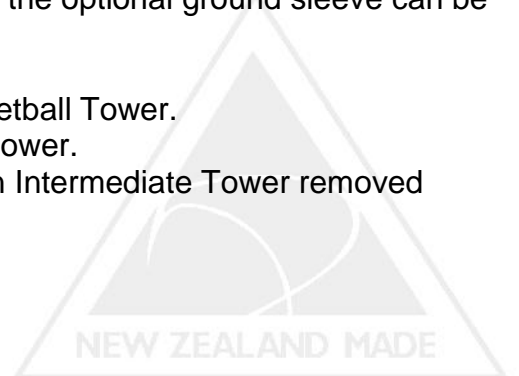 the optional ground sleeve can be
etball Tower.
ower.
n Intermediate Tower removed
NEW ZEALAND MADE